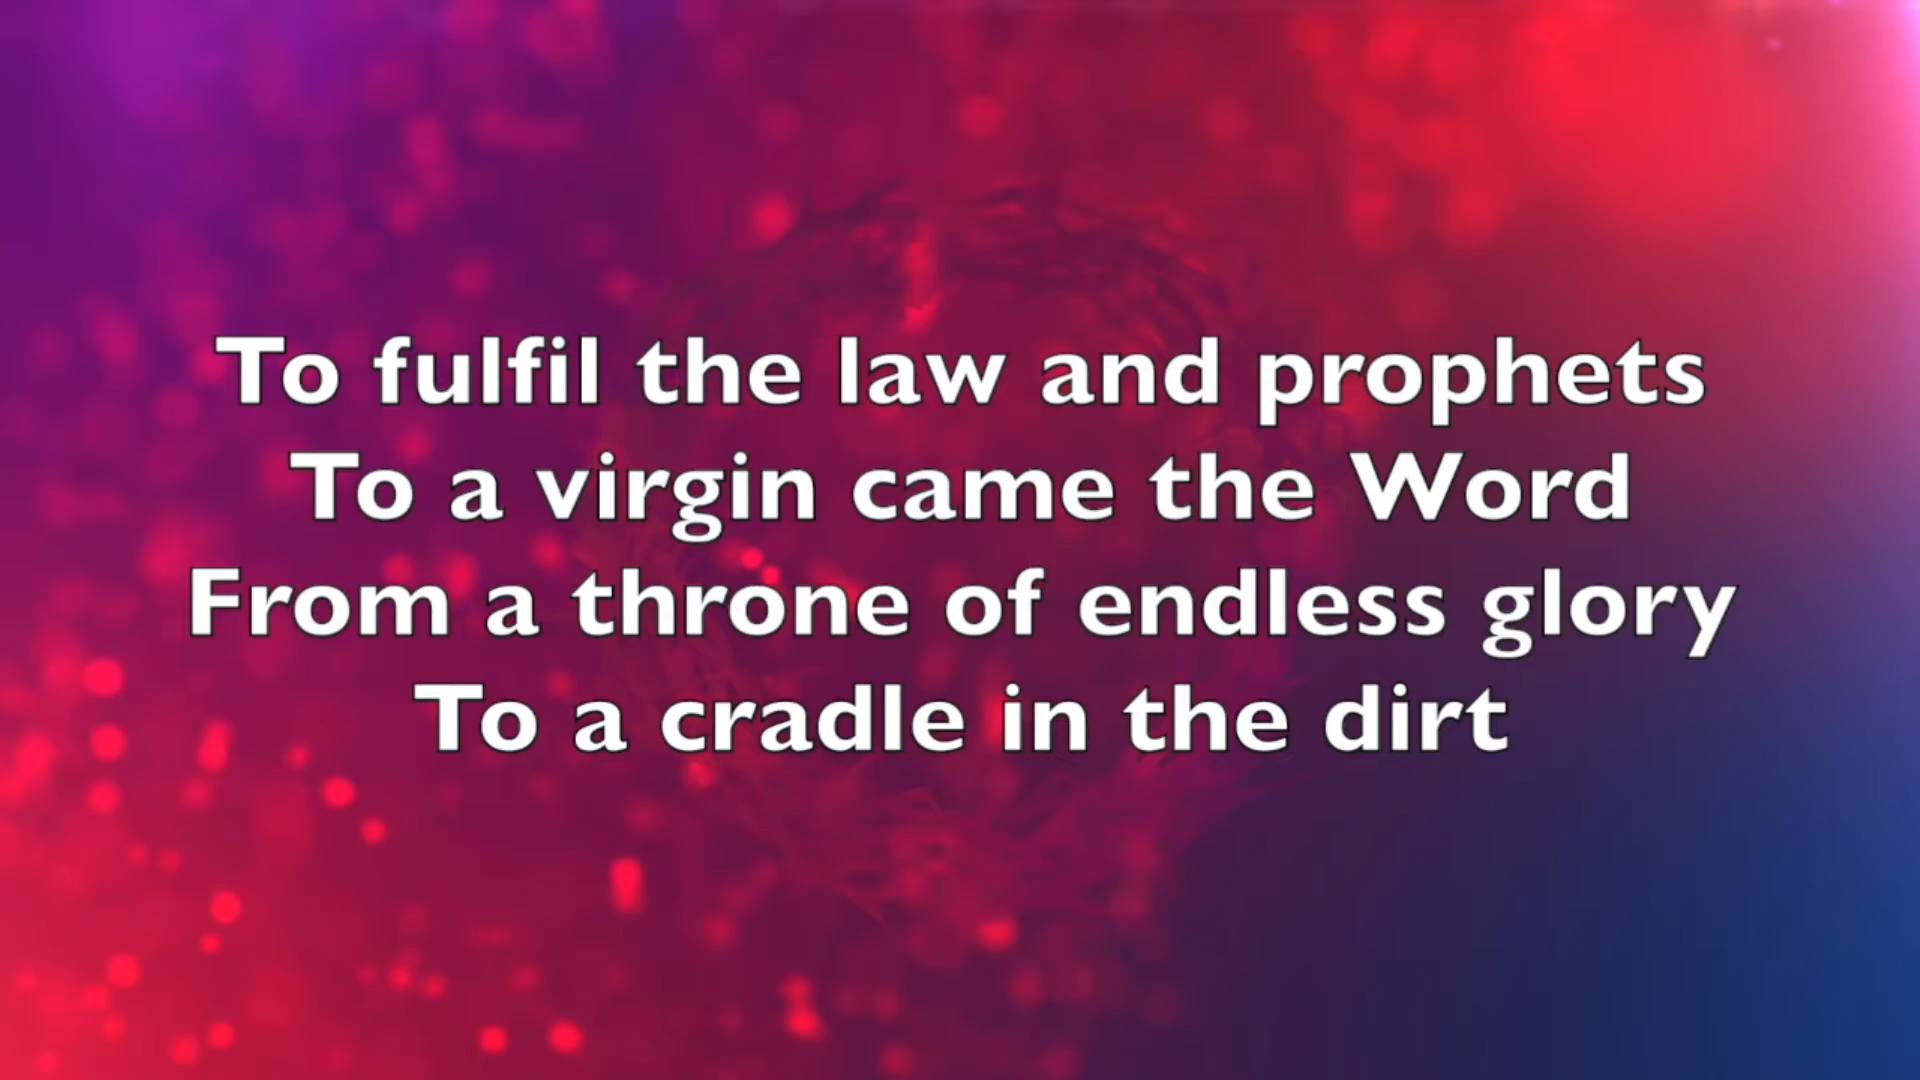 To fulfil the law and prophets
To a virgin came the Word
From a throne of endless glory
To a cradle in the dirt